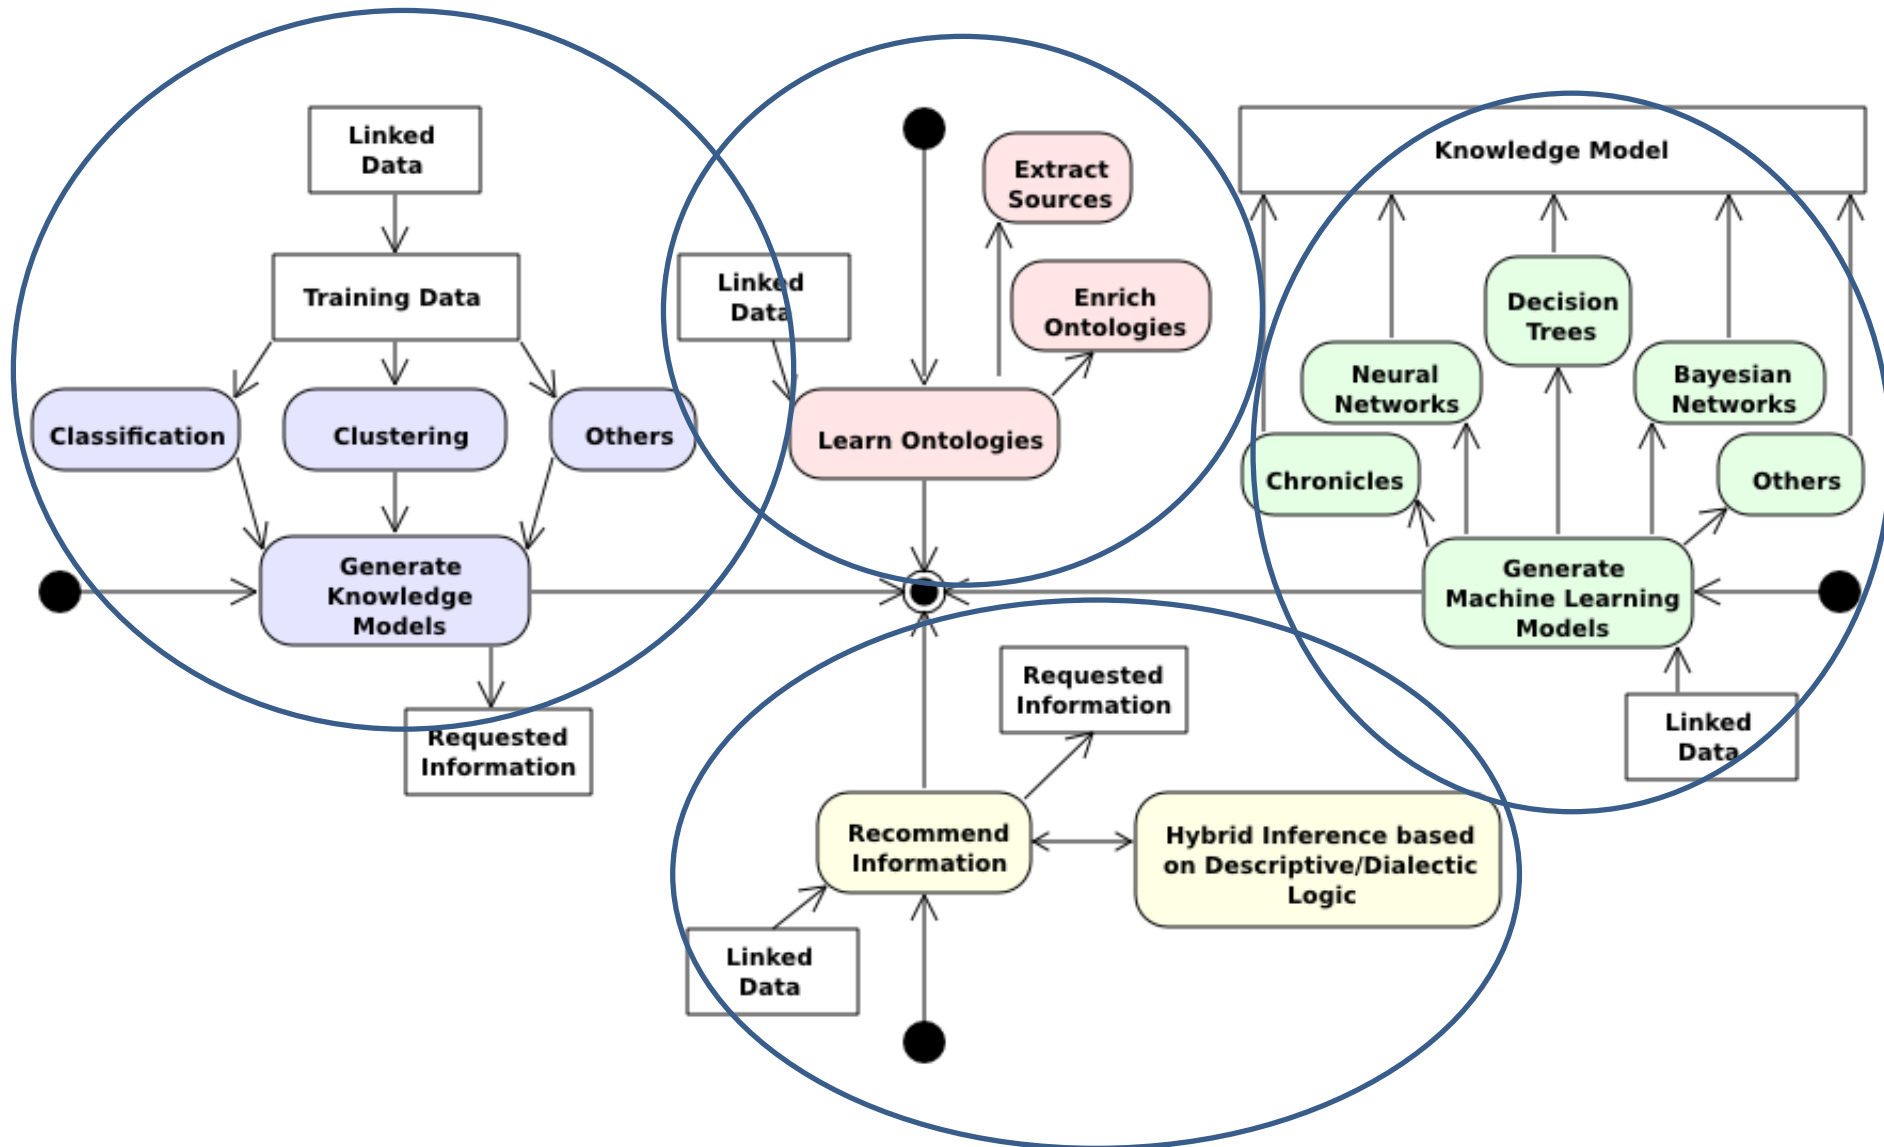 Linked
Data
Training Data
Classification
Clustering
Others
Generate
Knowledge
Models
Requested
Information
Linked
Data
Extract
Sources
Enrich
Ontologies
Learn Ontologies
Knowledge Model
Decision
Trees
Neural
Networks
Bayesian
Networks
Chronicles
Others
Generate
Machine Learning
Models
Linked
Data
Requested
Information
Recommend
Information
Hybrid Inference based
on Descriptive/Dialectic
Logic
Linked
Data